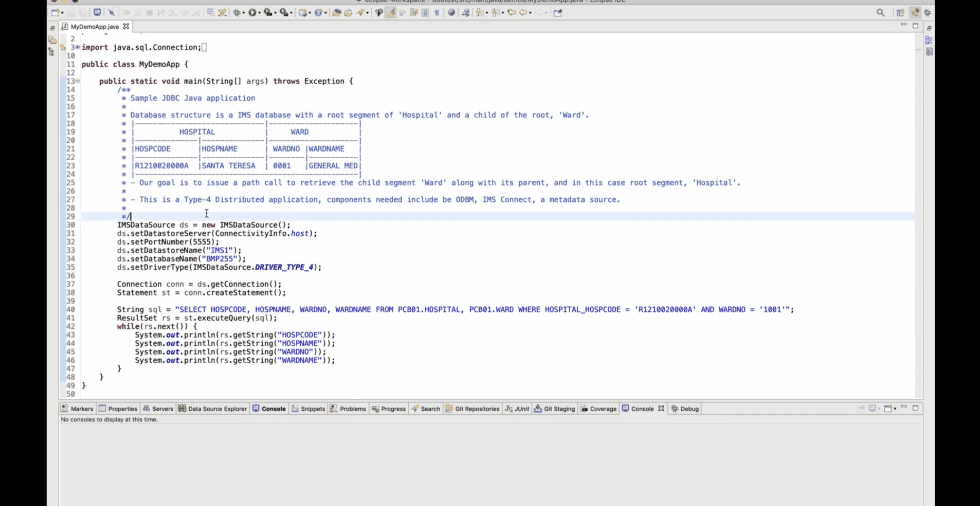 MyDemoApp.java
2
3 import java.sql.Connection;
10
11 public class MyDemoApp {
12
13 public static void main(String[] args) throws Exception {
14 /**
15 * Sample JDBC Java application
16 *
17 * Database structure is a IMS database with a root segment of 'Hospital' and a child of the root, 'Ward'.
18 * |---------------------------|-------------------|
19 * HOSPITAL | WARD
20 * |---------------------------|-------------------|
21 * |HOSPCODE |HOSPNAME | WARDNO |WARDNAME |
22 * |---------------------------|-------------------|
23 * |R1210020000A |SANTA TERESA | 0001 |GENERAL MED|
24 * |-----------------------------------------------|
25 * - Our goal is to issue a path call to retrieve the child segment 'Ward' along with its parent, and in this case root segment, 'Hospital'.
26 *
27 * - This is a Type-4 Distributed application, components needed include be ODBM, IMS Connect, a metadata source.
28 *
29 */
30 IMSDataSource ds = new IMSDataSource();
31 ds.setDatastoreServer(ConnectivityInfo.host);
32 ds.setPortNumber(5555);
33 ds.setDatastoreName("IMS1");
34 ds.setDatabaseName("BMP255");
35 ds.setDriverType(IMSDataSource.DRIVER_TYPE_4);
36
37 Connection conn = ds.getConnection();
38 Statement st = conn.createStatement();
39
40 String sql = "SELECT HOSPCODE, HOSPNAME, WARDNO, WARDNAME FROM PCB01.HOSPITAL, PCB01.WARD WHERE HOSPITAL_HOSPCODE = 'R1210020000A' AND WARDNO = '1001'";
41 ResultSet rs = st.executeQuery(sql);
42 while(rs.next()) {
43 System.out.println(rs.getString("HOSPCODE"));
44 System.out.println(rs.getString("HOSPNAME"));
45 System.out.println(rs.getString("WARDNO"));
46 System.out.println(rs.getString("WARDNAME"));
47 }
48 }
49 }
50
Markers Properties Servers Data Source Explorer Console Snippets Problems Progress Search Git Repositories JUnit Git Staging Coverage Console Debug
No consoles to display at this time.